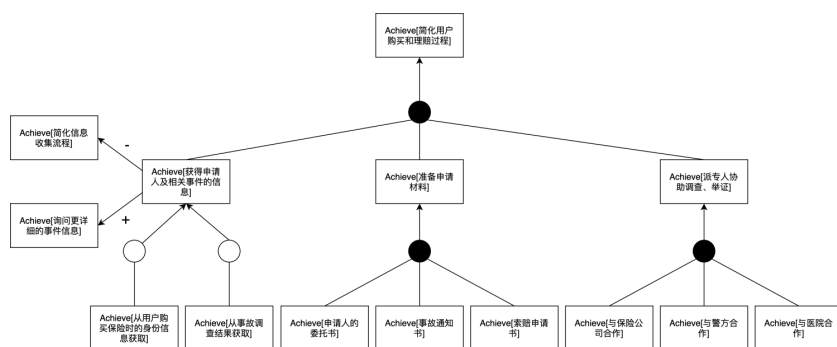 Achieve[简化用户
购买和理赔过程]
Achieve[简化信息
收集流程]
-
Achieve[获得申请
人及相关事件的信
息]
Achieve[准备申请
材料]
Achieve[派专人协
助调查、举证]
Achieve[询问更详
细的事件信息]
+
Achieve[从用户购
买保险时的身份信
息获取]
Achieve[从事故调
查结果获取]
Achieve[申请人的
委托书]
Achieve[事故通知
书]
Achieve[索赔申请
书]
Achieve[与保险公
司合作]
Achieve[与警方合
作]
Achieve[与医院合
作]